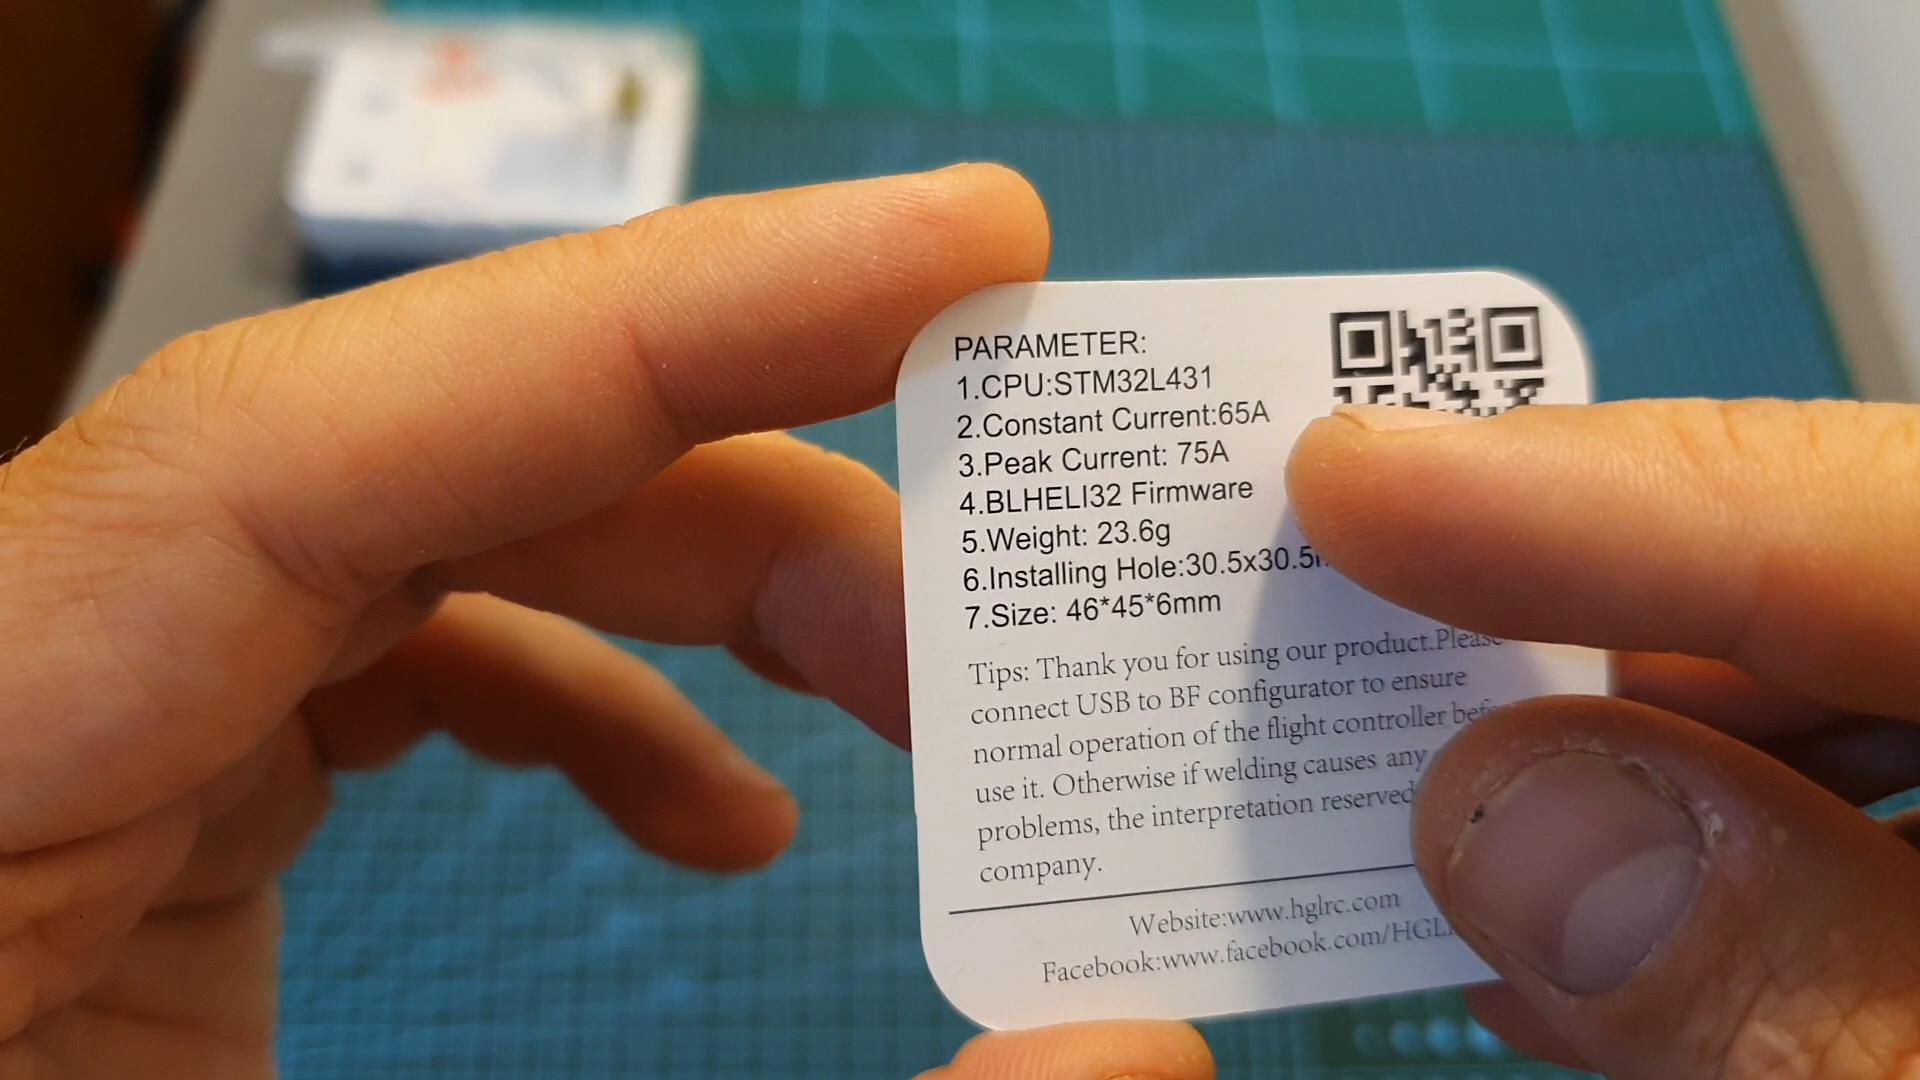 PARAMETER:
1.CPU:STM32L431
2.Constant Current:65A
3.Peak Current: 75A
4.BLHELI32 Firmware
5.Weight: 23.6g
6.Installing Hole:30.5x30.5
7.Size: 46*45*6mm
Tips: Thank you for using our product.Please
connect USB to BF configurator to ensure
normal operation of the flight controller
use it. Otherwise if welding causes any
problems, the interpretation reserved
company.
Website:www.hglrc.com
Facebook:www.facebook.com/HGL